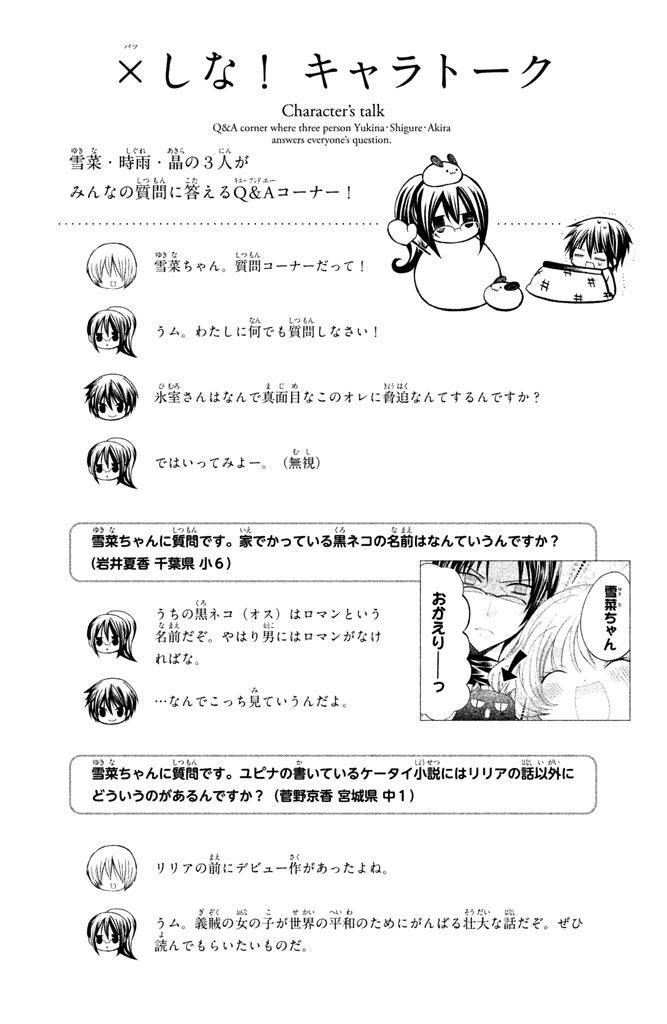 ×しな！ キャラトーク
Character's talk
Q&A corner where three person Yukina･Shigure･Akira
answers everyone's question.
雪菜・時雨・晶の３人が
みんなの質問に答えるQ&Aコーナー！
雪菜ちゃん。質問コーナーだって！
うム。わたしに何でも質問しなさい！
氷室さんはなんで真面目なこのオレに脅迫なんてするんですか？
ではいってみよー。（無視）
雪菜ちゃんに質問です。家でかっている黒ネコの名前はなんていうんですか？
（岩井夏香 千葉県 小６）
雪菜ちゃん
おかえり――っ
うちの黒ネコ（オス）はロマンという
名前だぞ。やはり男にはロマンがなけ
ればな。
…なんでこっち見ていうんだよ。
雪菜ちゃんに質問です。ユピナの書いているケータイ小説にはリリアの話以外に
どういうのがあるんですか？（菅野京香 宮城県 中１）
リリアの前にデビュー作があったよね。
うム。義賊の女の子が世界の平和のためにがんばる壮大な話だぞ。ぜひ
読んでもらいたいものだ。